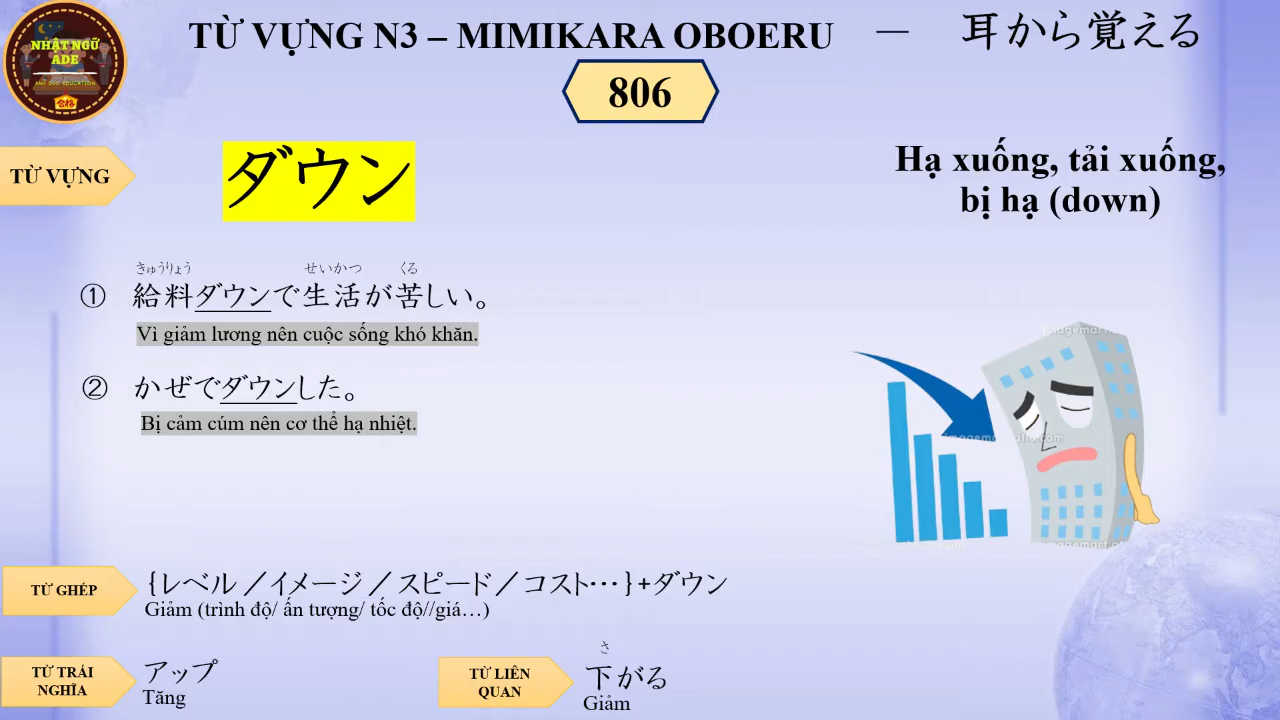 NHẬT NGỮ
ADE
ANH DUC EDUCATION
合格
TỪ VỰNG N3 – MIMIKARA OBOERU — 耳から覚える
806
TỪ VỰNG
ダウン
Hạ xuống, tải xuống,
bị hạ (down)
きゅうりょう せいかつ くる
① 給料ダウンで生活が苦しい。
Vì giảm lương nên cuộc sống khó khăn.
② かぜでダウンした。
Bị cảm cúm nên cơ thể hạ nhiệt.
TỪ GHÉP
{レベル／イメージ／スピード／コスト…}+ダウン
Giảm (trình độ/ ấn tượng/ tốc độ//giá…)
TỪ TRÁI
NGHĨA
アップ
Tăng
TỪ LIÊN
QUAN
さ
下がる
Giảm